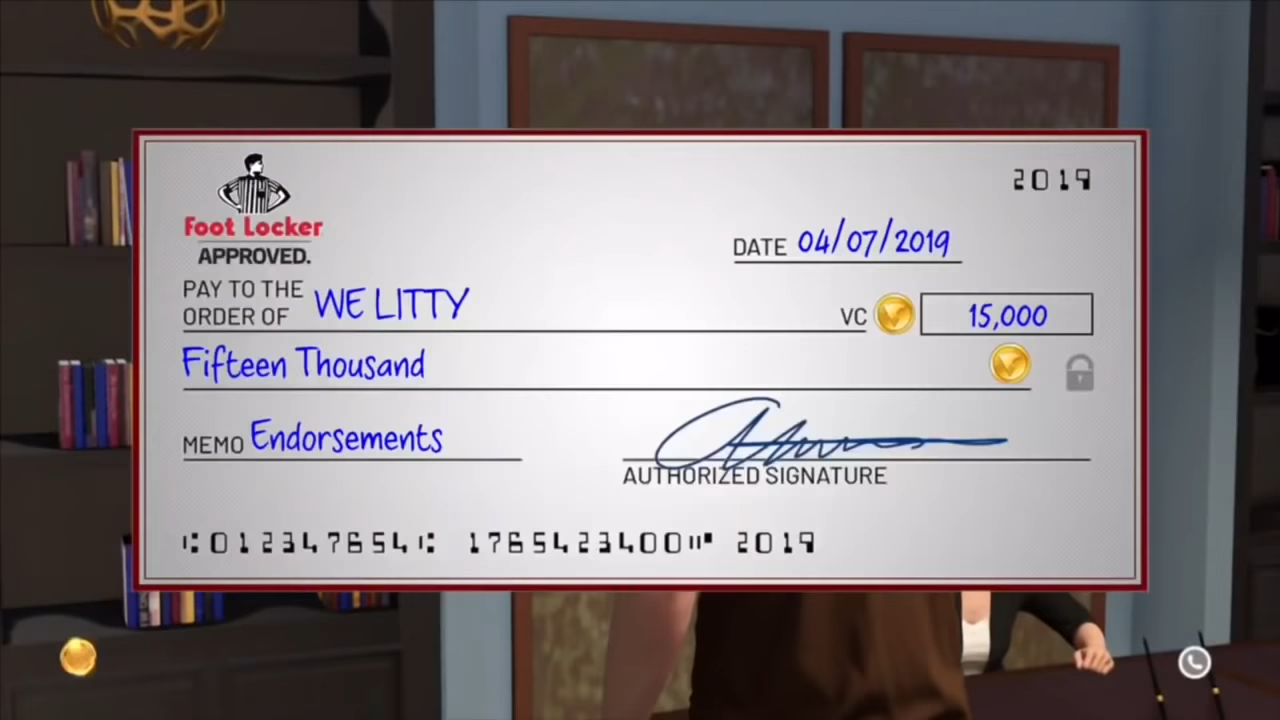 2019
Foot Locker
APPROVED.
DATE 04/07/2019
PAY TO THE ORDER OF WE LITTY
VC 15,000
Fifteen Thousand
MEMO Endorsements
AUTHORIZED SIGNATURE
⑆012347654⑆ 1765423400⑈ 2019